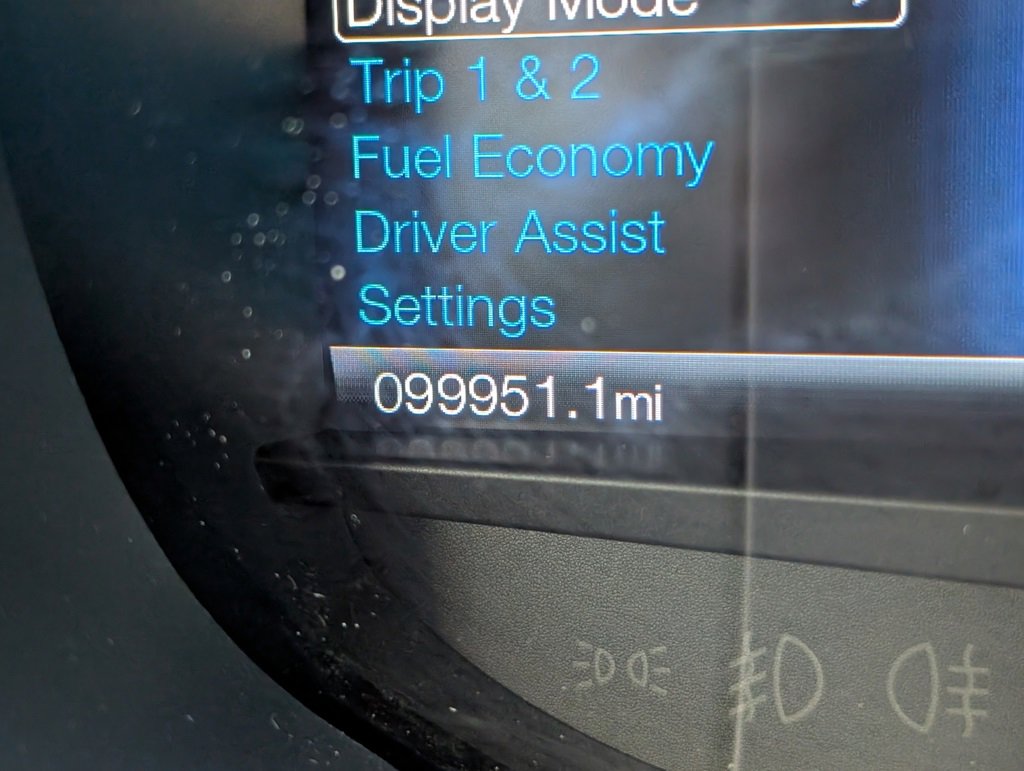 Display Mode
Trip 1 & 2
Fuel Economy
Driver Assist
Settings
099951.1mi